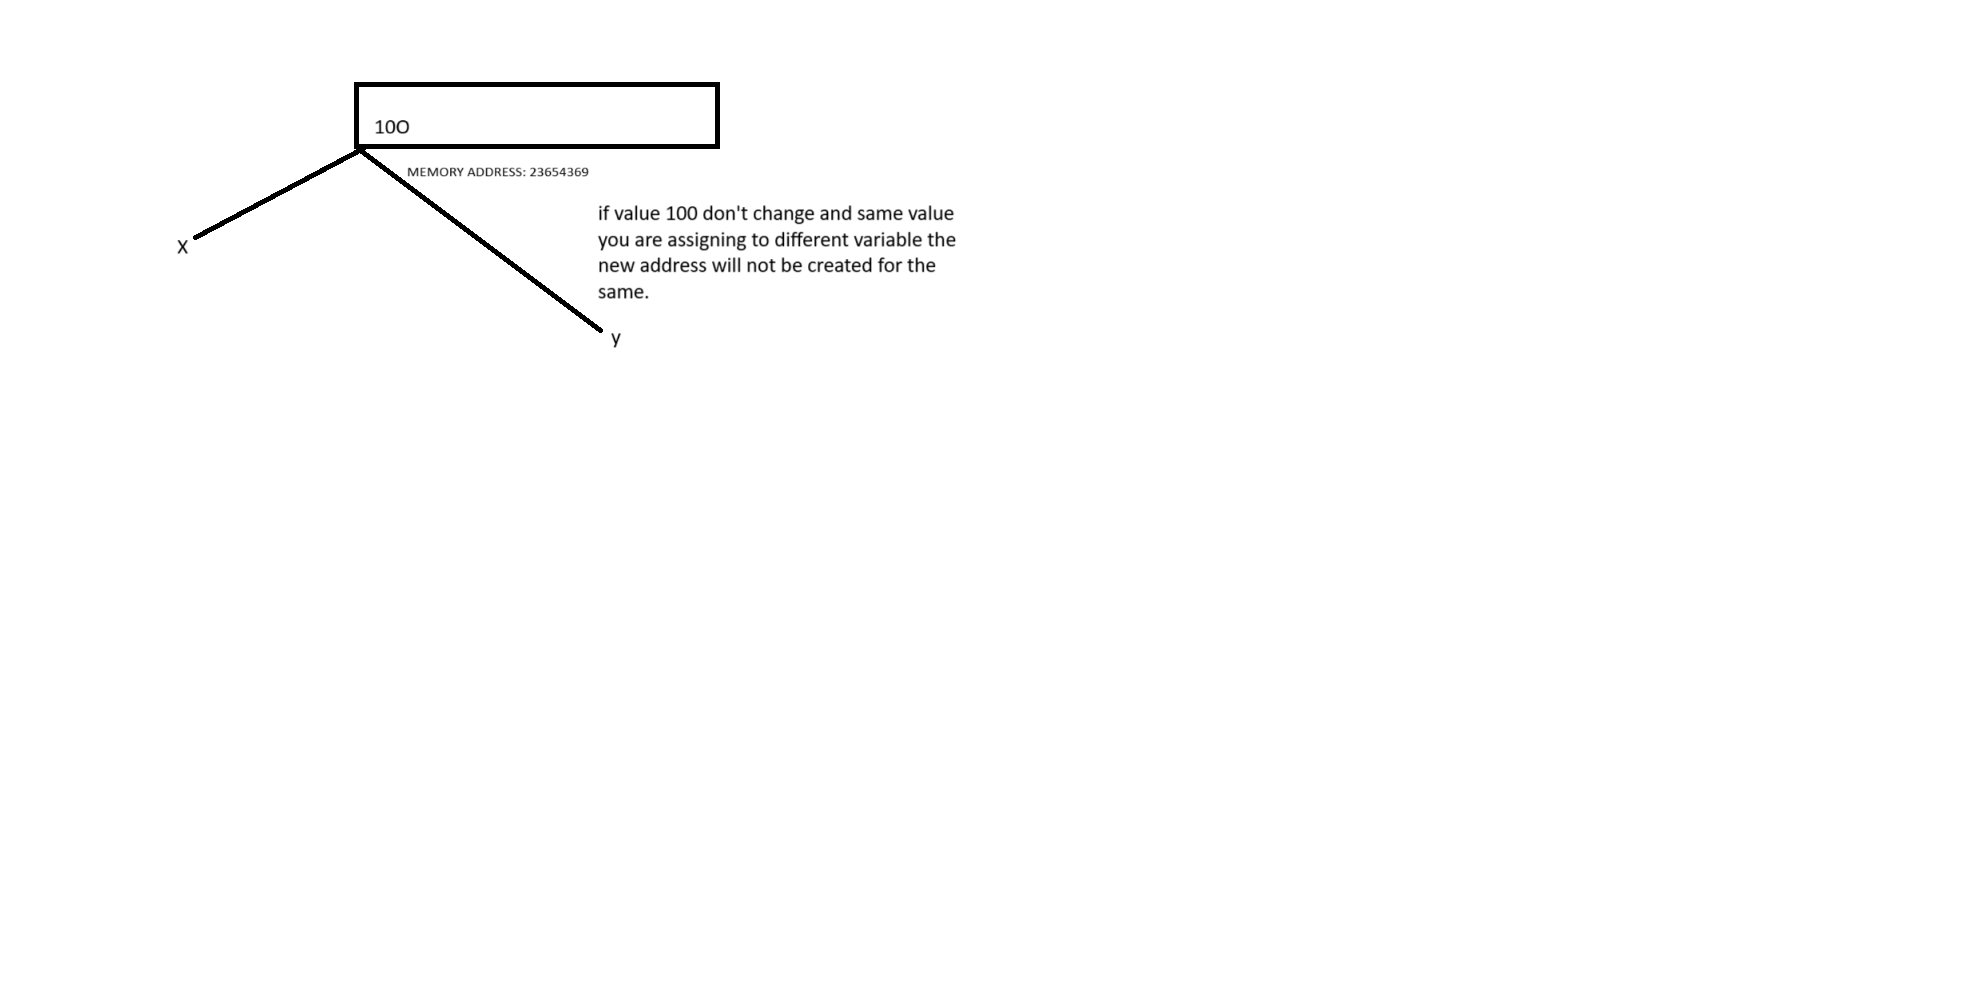 10O
MEMORY ADDRESS: 23654369
if value 100 don't change and same value
you are assigning to different variable the
new address will not be created for the
same.
X
y